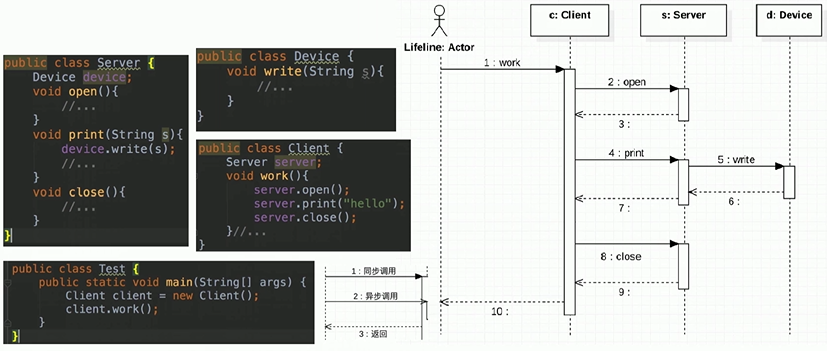 public class Server {
    Device device;
    void open(){
        //...
    }
    void print(String s){
        device.write(s);
        //...
    }
    void close(){
        //...
    }
}
public class Device {
    void write(String s){
        //...
    }
}
public class Client {
    Server server;
    void work(){
        server.open();
        server.print("hello");
        server.close();
    }//...
}
public class Test {
    public static void main(String[] args) {
        Client client = new Client();
        client.work();
    }
}
1 : 同步调用
2 : 异步调用
3 : 返回
Lifeline: Actor
c: Client
s: Server
d: Device
1 : work
2 : open
3 :
4 : print
5 : write
6 :
7 :
8 : close
9 :
10 :